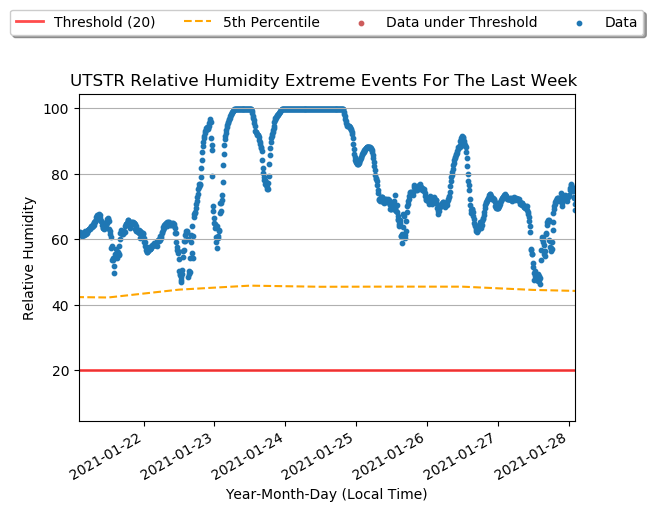 Threshold (20) 5th Percentile Data under Threshold Data
UTSTR Relative Humidity Extreme Events For The Last Week
100
80
60
40
20
Relative Humidity
2021-01-22 2021-01-23 2021-01-24 2021-01-25 2021-01-26 2021-01-27 2021-01-28
Year-Month-Day (Local Time)